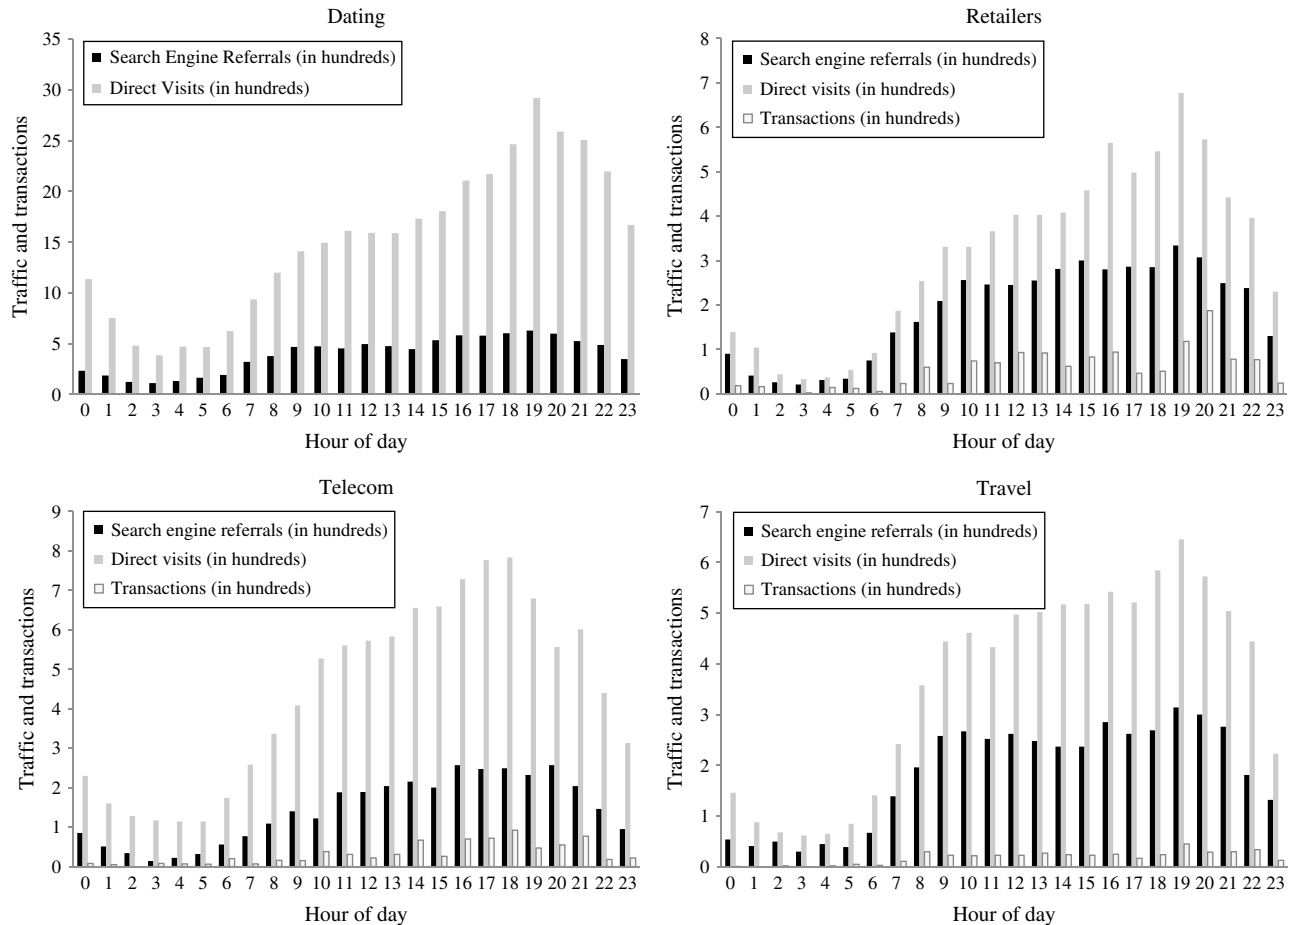 Dating
35
30
25
20
15
10
5
0
Traffic and transactions
Search Engine Referrals (in hundreds)
Direct Visits (in hundreds)
0 1 2 3 4 5 6 7 8 9 10 11 12 13 14 15 16 17 18 19 20 21 22 23
Hour of day
Retailers
8
7
6
5
4
3
2
1
0
Traffic and transactions
Search engine referrals (in hundreds)
Direct visits (in hundreds)
Transactions (in hundreds)
0 1 2 3 4 5 6 7 8 9 10 11 12 13 14 15 16 17 18 19 20 21 22 23
Hour of day
Telecom
9
8
7
6
5
4
3
2
1
0
Traffic and transactions
Search engine referrals (in hundreds)
Direct visits (in hundreds)
Transactions (in hundreds)
0 1 2 3 4 5 6 7 8 9 10 11 12 13 14 15 16 17 18 19 20 21 22 23
Hour of day
Travel
7
6
5
4
3
2
1
0
Traffic and transactions
Search engine referrals (in hundreds)
Direct visits (in hundreds)
Transactions (in hundreds)
0 1 2 3 4 5 6 7 8 9 10 11 12 13 14 15 16 17 18 19 20 21 22 23
Hour of day